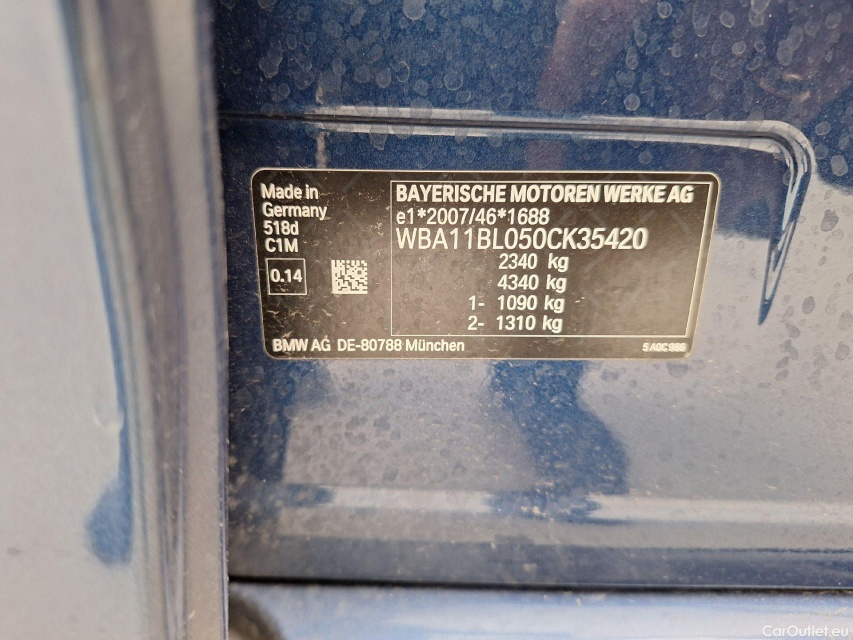 Made in
Germany
518d
C1M
0.14
BAYERISCHE MOTOREN WERKE AG
e1*2007/46*1688
WBA11BL050CK35420
2340 kg
4340 kg
1- 1090 kg
2- 1310 kg
BMW AG DE-80788 München
CarOutlet.eu